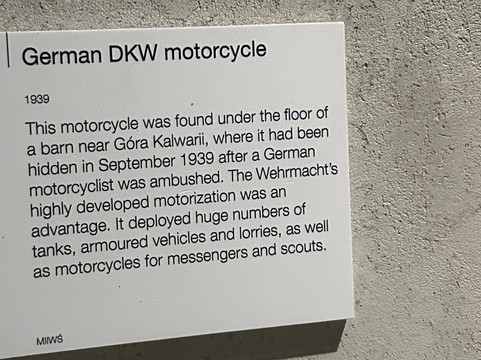 German DKW motorcycle
1939
This motorcycle was found under the floor of
a barn near Góra Kalwarii, where it had been
hidden in September 1939 after a German
motorcyclist was ambushed. The Wehrmacht's
highly developed motorization was an
advantage. It deployed huge numbers of
tanks, armoured vehicles and lorries, as well
as motorcycles for messengers and scouts.
MIIWŚ